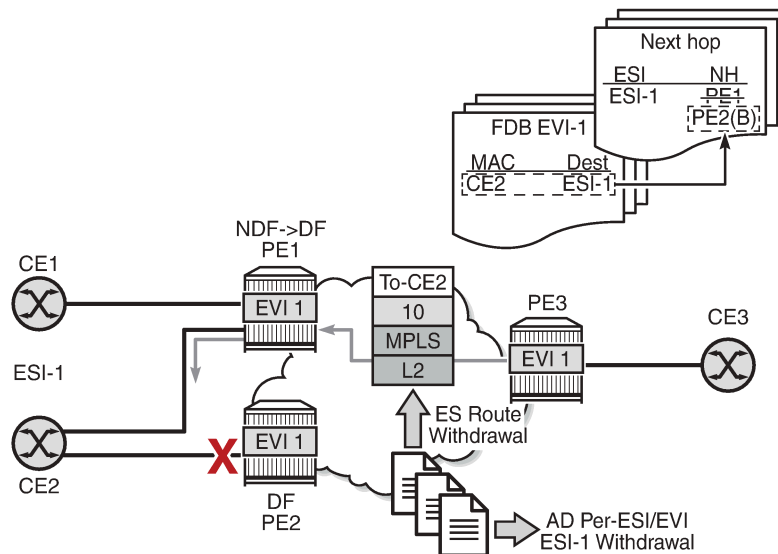 Next hop
ESI NH
ESI-1 PE1
PE2(B)
FDB EVI-1
MAC Dest
CE2 ESI-1
NDF->DF
PE1
CE1
EVI 1
To-CE2
10
MPLS
L2
PE3
EVI 1
CE3
ESI-1
ES Route
Withdrawal
EVI 1
CE2
DF
PE2
AD Per-ESI/EVI
ESI-1 Withdrawal